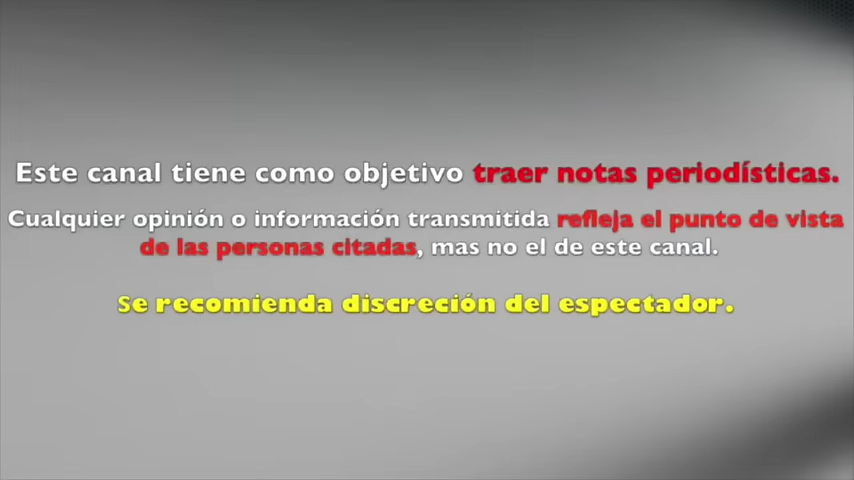 Este canal tiene como objetivo traer notas periodísticas.
Cualquier opinión o información transmitida refleja el punto de vista
de las personas citadas, mas no el de este canal.
Se recomienda discreción del espectador.